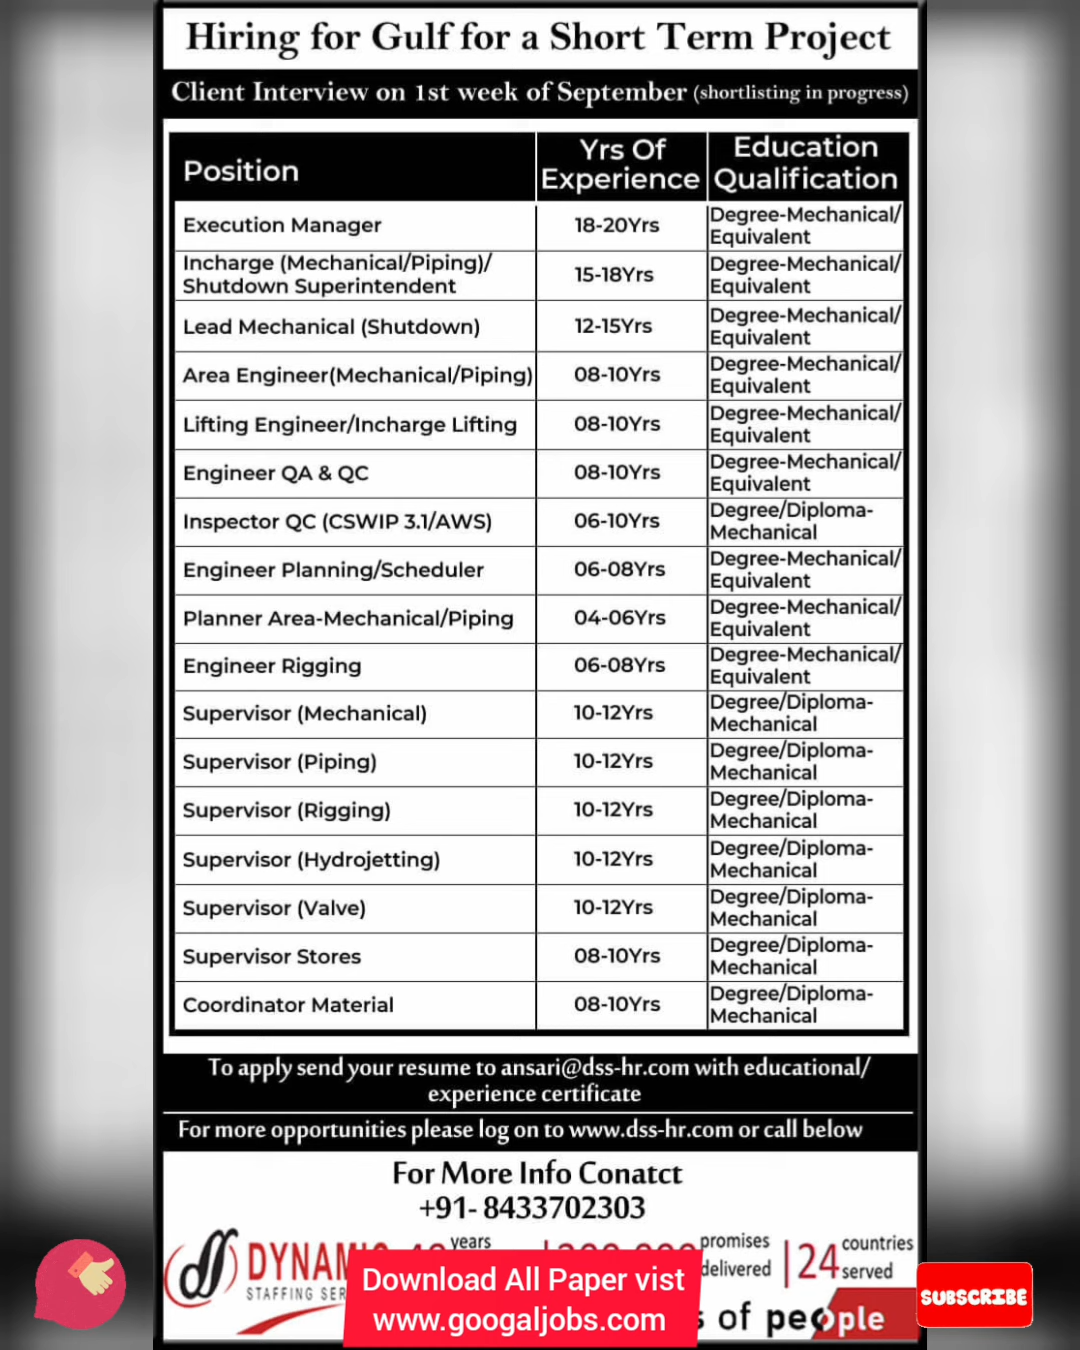 Hiring for Gulf for a Short Term Project
Client Interview on 1st week of September (shortlisting in progress)
Position
Yrs Of
Experience
Education
Qualification
Execution Manager
18-20Yrs
Degree-Mechanical/
Equivalent
Incharge (Mechanical/Piping)/
Shutdown Superintendent
15-18Yrs
Degree-Mechanical/
Equivalent
Lead Mechanical (Shutdown)
12-15Yrs
Degree-Mechanical/
Equivalent
Area Engineer(Mechanical/Piping)
08-10Yrs
Degree-Mechanical/
Equivalent
Lifting Engineer/Incharge Lifting
08-10Yrs
Degree-Mechanical/
Equivalent
Engineer QA & QC
08-10Yrs
Degree-Mechanical/
Equivalent
Inspector QC (CSWIP 3.1/AWS)
06-10Yrs
Degree/Diploma-
Mechanical
Engineer Planning/Scheduler
06-08Yrs
Degree-Mechanical/
Equivalent
Planner Area-Mechanical/Piping
04-06Yrs
Degree-Mechanical/
Equivalent
Engineer Rigging
06-08Yrs
Degree-Mechanical/
Equivalent
Supervisor (Mechanical)
10-12Yrs
Degree/Diploma-
Mechanical
Supervisor (Piping)
10-12Yrs
Degree/Diploma-
Mechanical
Supervisor (Rigging)
10-12Yrs
Degree/Diploma-
Mechanical
Supervisor (Hydrojetting)
10-12Yrs
Degree/Diploma-
Mechanical
Supervisor (Valve)
10-12Yrs
Degree/Diploma-
Mechanical
Supervisor Stores
08-10Yrs
Degree/Diploma-
Mechanical
Coordinator Material
08-10Yrs
Degree/Diploma-
Mechanical
To apply send your resume to ansari@dss-hr.com with educational/
experience certificate
For more opportunities please log on to www.dss-hr.com or call below
For More Info Conatct
+91- 8433702303
years
promises
delivered
24 countries
served
of people
Download All Paper vist
www.googaljobs.com
SUBSCRIBE